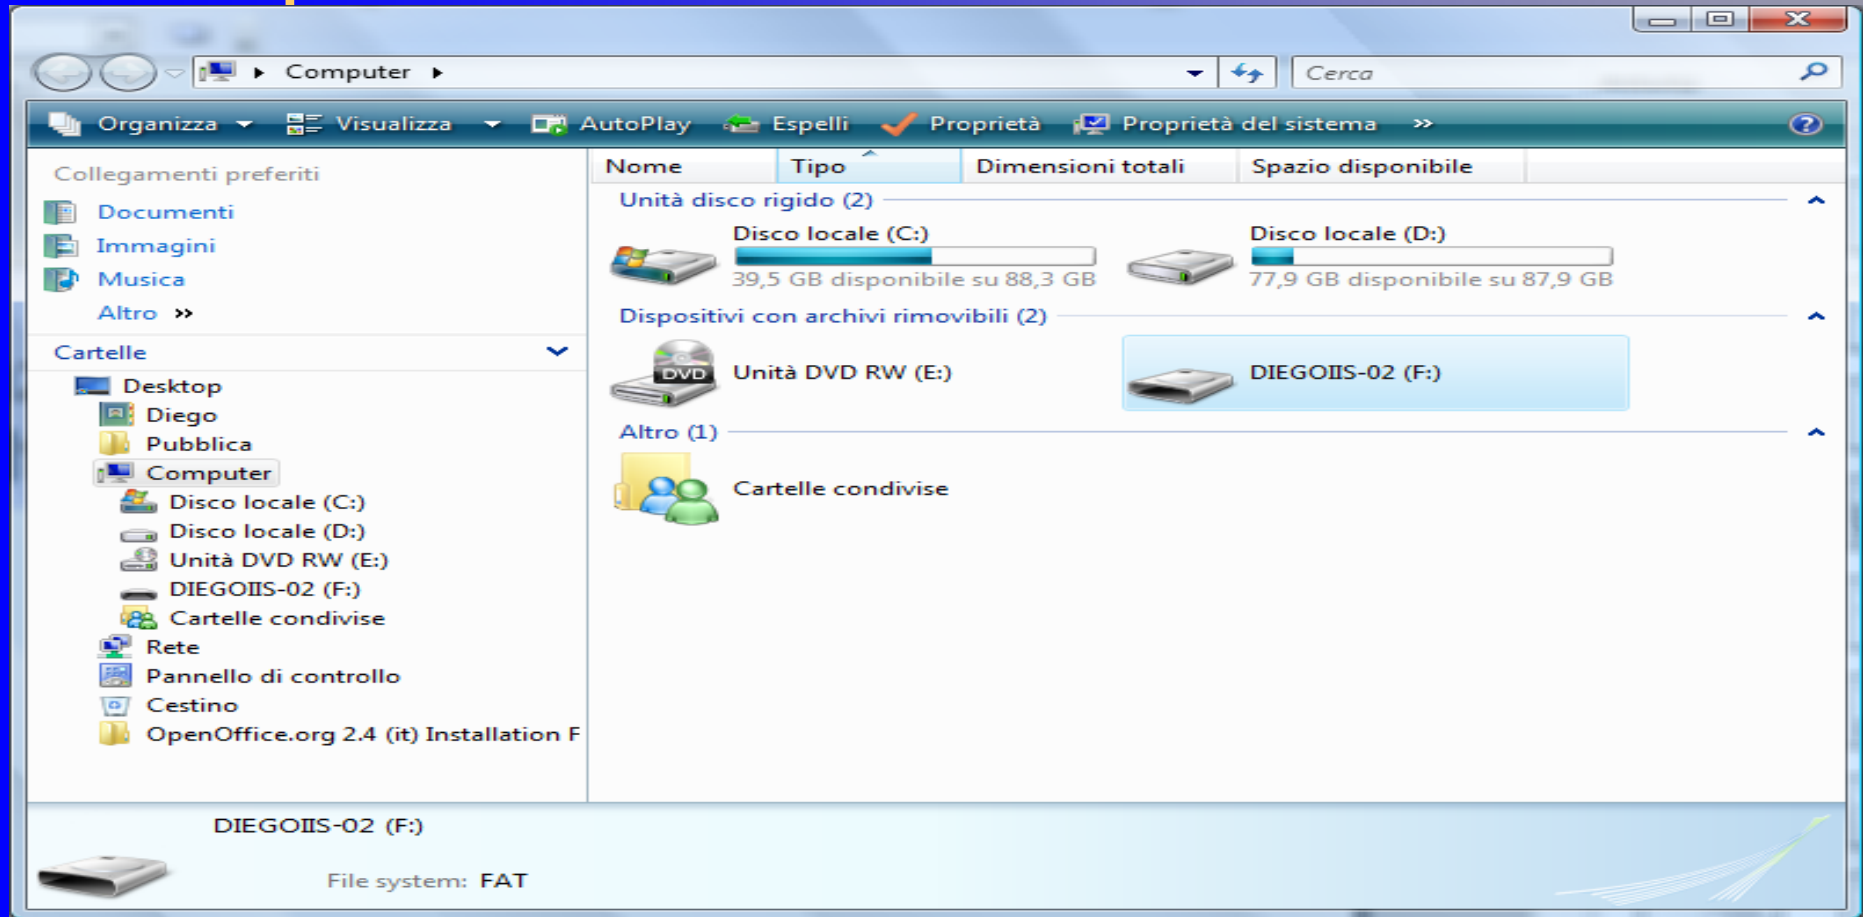 Computer
Cerca
Organizza Visualizza AutoPlay Espelli Proprietà Proprietà del sistema »
Collegamenti preferiti
Documenti
Immagini
Musica
Altro »
Cartelle
Desktop
Diego
Pubblica
Computer
Disco locale (C:)
Disco locale (D:)
Unità DVD RW (E:)
DIEGOIIS-02 (F:)
Cartelle condivise
Rete
Pannello di controllo
Cestino
OpenOffice.org 2.4 (it) Installation F
Nome Tipo Dimensioni totali Spazio disponibile
Unità disco rigido (2)
Disco locale (C:)
39,5 GB disponibile su 88,3 GB
Disco locale (D:)
77,9 GB disponibile su 87,9 GB
Dispositivi con archivi rimovibili (2)
DVD
Unità DVD RW (E:)
DIEGOIIS-02 (F:)
Altro (1)
Cartelle condivise
DIEGOIIS-02 (F:)
File system: FAT